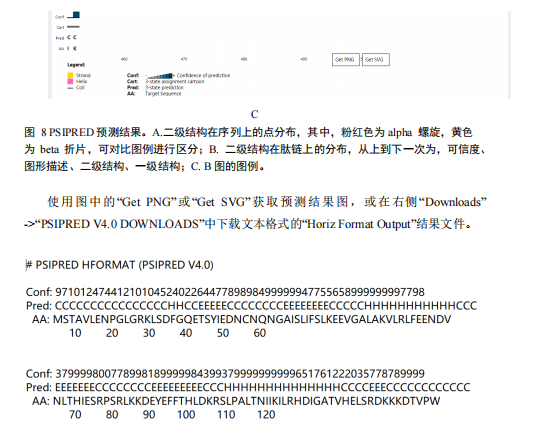 Conf
Cart
Pred C C
AA I K
460 470 480 490
Get PNG Get SVG
Legend:
Strand Conf: - Confidence of prediction
Helix Cart: 3-state assignment cartoon
Coil Pred: 3-state prediction
AA: Target Sequence
C
图 8 PSIPRED 预测结果。A.二级结构在序列上的点分布，其中，粉红色为 alpha 螺旋，黄色
为 beta 折片，可对比图例进行区分；B. 二级结构在肽链上的分布，从上到下一次为，可信度、
图形描述、二级结构、一级结构；C. B 图的图例。
使用图中的“Get PNG”或“Get SVG”获取预测结果图，或在右侧“Downloads”
->“PSIPRED V4.0 DOWNLOADS”中下载文本格式的“Horiz Format Output”结果文件。
# PSIPRED HFORMAT (PSIPRED V4.0)
Conf: 971012474412101045240226447789898499999947755658999999997798
Pred: CCCCCCCCCCCCCCCCHHCCEEEEECCCCCCCCEEEEEEEECCCCCHHHHHHHHHHHCCC
AA: MSTAVLENPGLGRKLSDFGQETSYIEDNCNQNGAISLIFSLKEEVGALAKVLRLFEENDV
10 20 30 40 50 60
Conf: 3799998007789981899999843993799999999999651761222035778789999
Pred: EEEEEEECCCCCCCCEEEEEEEEECCCHHHHHHHHHHHHHHCCCCEEECCCCCCCCCCCC
AA: NLTHIESRPSRLKKDEYEFFTHLDKRSLPALTNIIKILRHDIGATVHELSRDKKKDTVPW
70 80 90 100 110 120